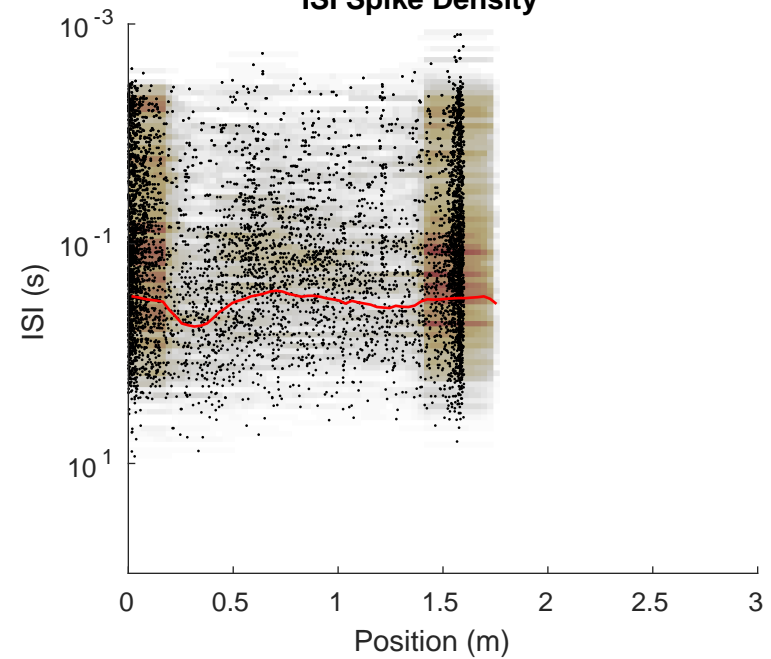 ISI Spike Density
10^-3
10^-1
10^1
ISI (s)
0 0.5 1 1.5 2 2.5 3
Position (m)